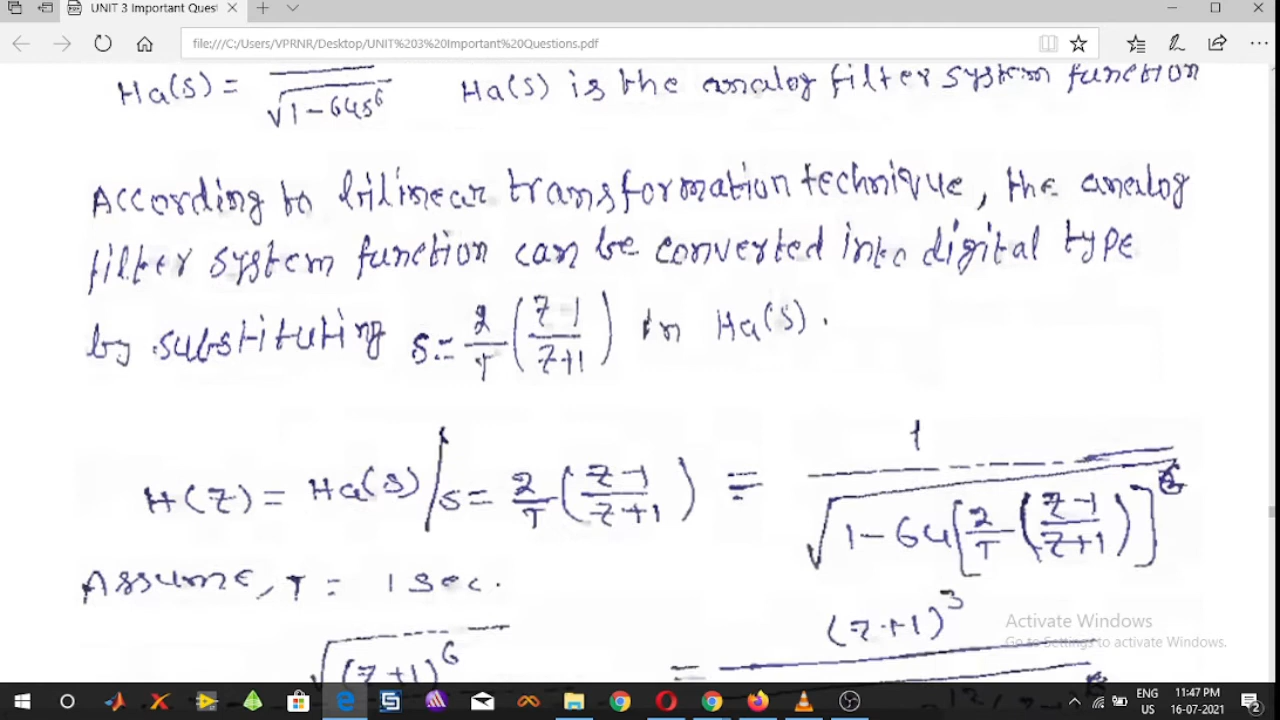 UNIT 3 Important Quest
file:///C:/Users/VPRNR/Desktop/UNIT%203%20Important%20Questions.pdf
Ha(s) = ──/√(1-64s⁶) Ha(s) is the analog filter system function
According to bilinear transformation technique, the analog
filter system function can be converted into digital type
by substituting s = 2/T ((z-1)/(z+1)) in Ha(s).
H(z) = Ha(s)/s = 2/T ((z-1)/(z+1)) = 1/√(1-64[2/T ((z-1)/(z+1))]⁶)
Assume, T = 1 sec.
√(z+1)⁶ = (z+1)³
Activate Windows
Go to Settings to activate Windows.
ENG 11:47 PM
US 16-07-2021
2